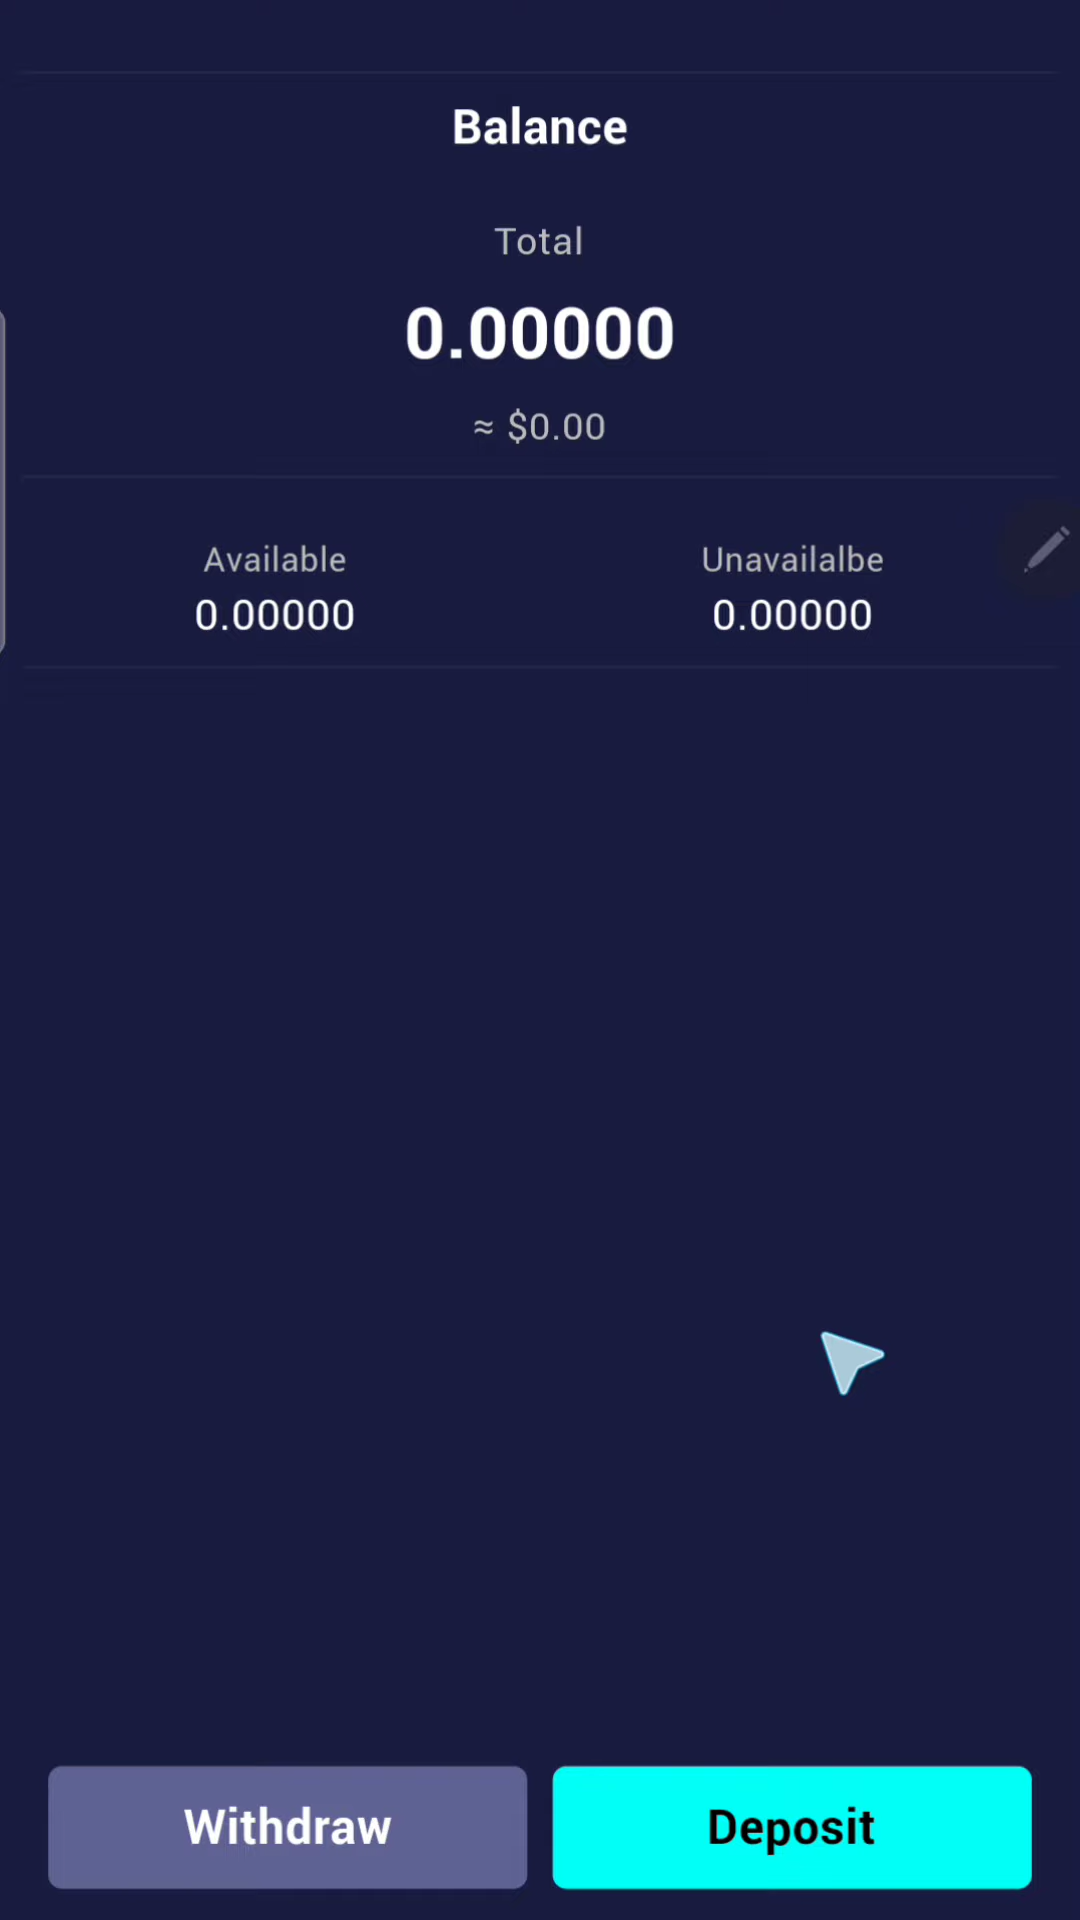 Balance
Total
0.00000
≈ $0.00
Available
Unavailalbe
0.00000
0.00000
Withdraw
Deposit